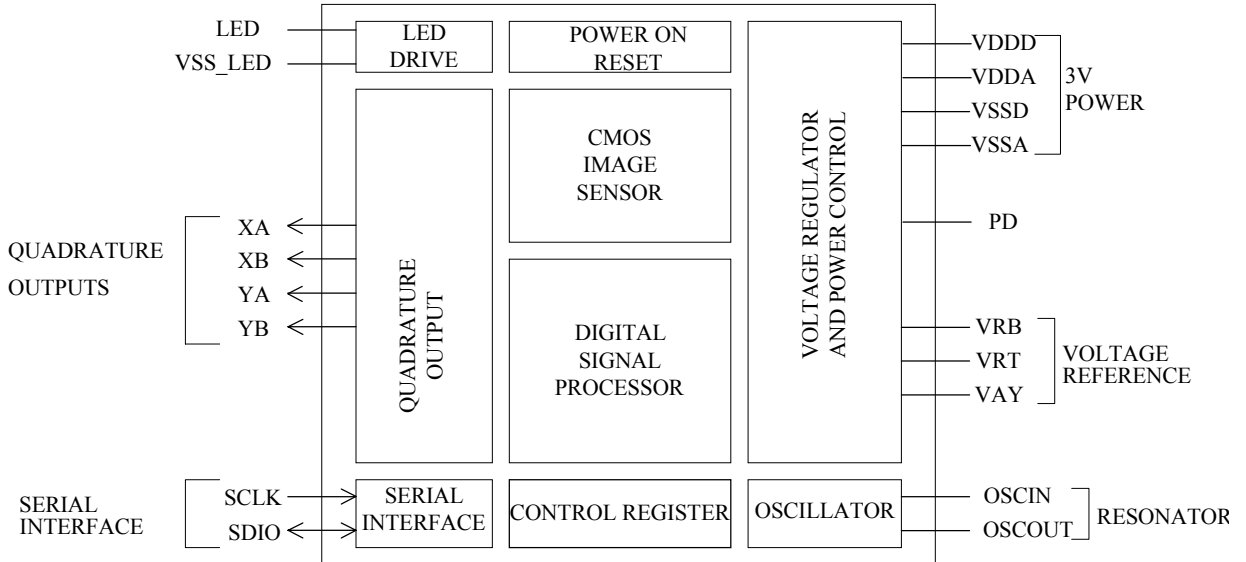 LED
VSS_LED
LED
DRIVE
POWER ON
RESET
VOLTAGE REGULATOR
AND POWER CONTROL
VDDD
VDDA
VSSD
VSSA
3V
POWER
CMOS
IMAGE
SENSOR
PD
QUADRATURE
OUTPUTS
XA
XB
YA
YB
QUADRATURE
OUTPUT
DIGITAL
SIGNAL
PROCESSOR
VRB
VRT
VAY
VOLTAGE
REFERENCE
SERIAL
INTERFACE
SCLK
SDIO
SERIAL
INTERFACE
CONTROL REGISTER
OSCILLATOR
OSCIN
OSCOUT
RESONATOR